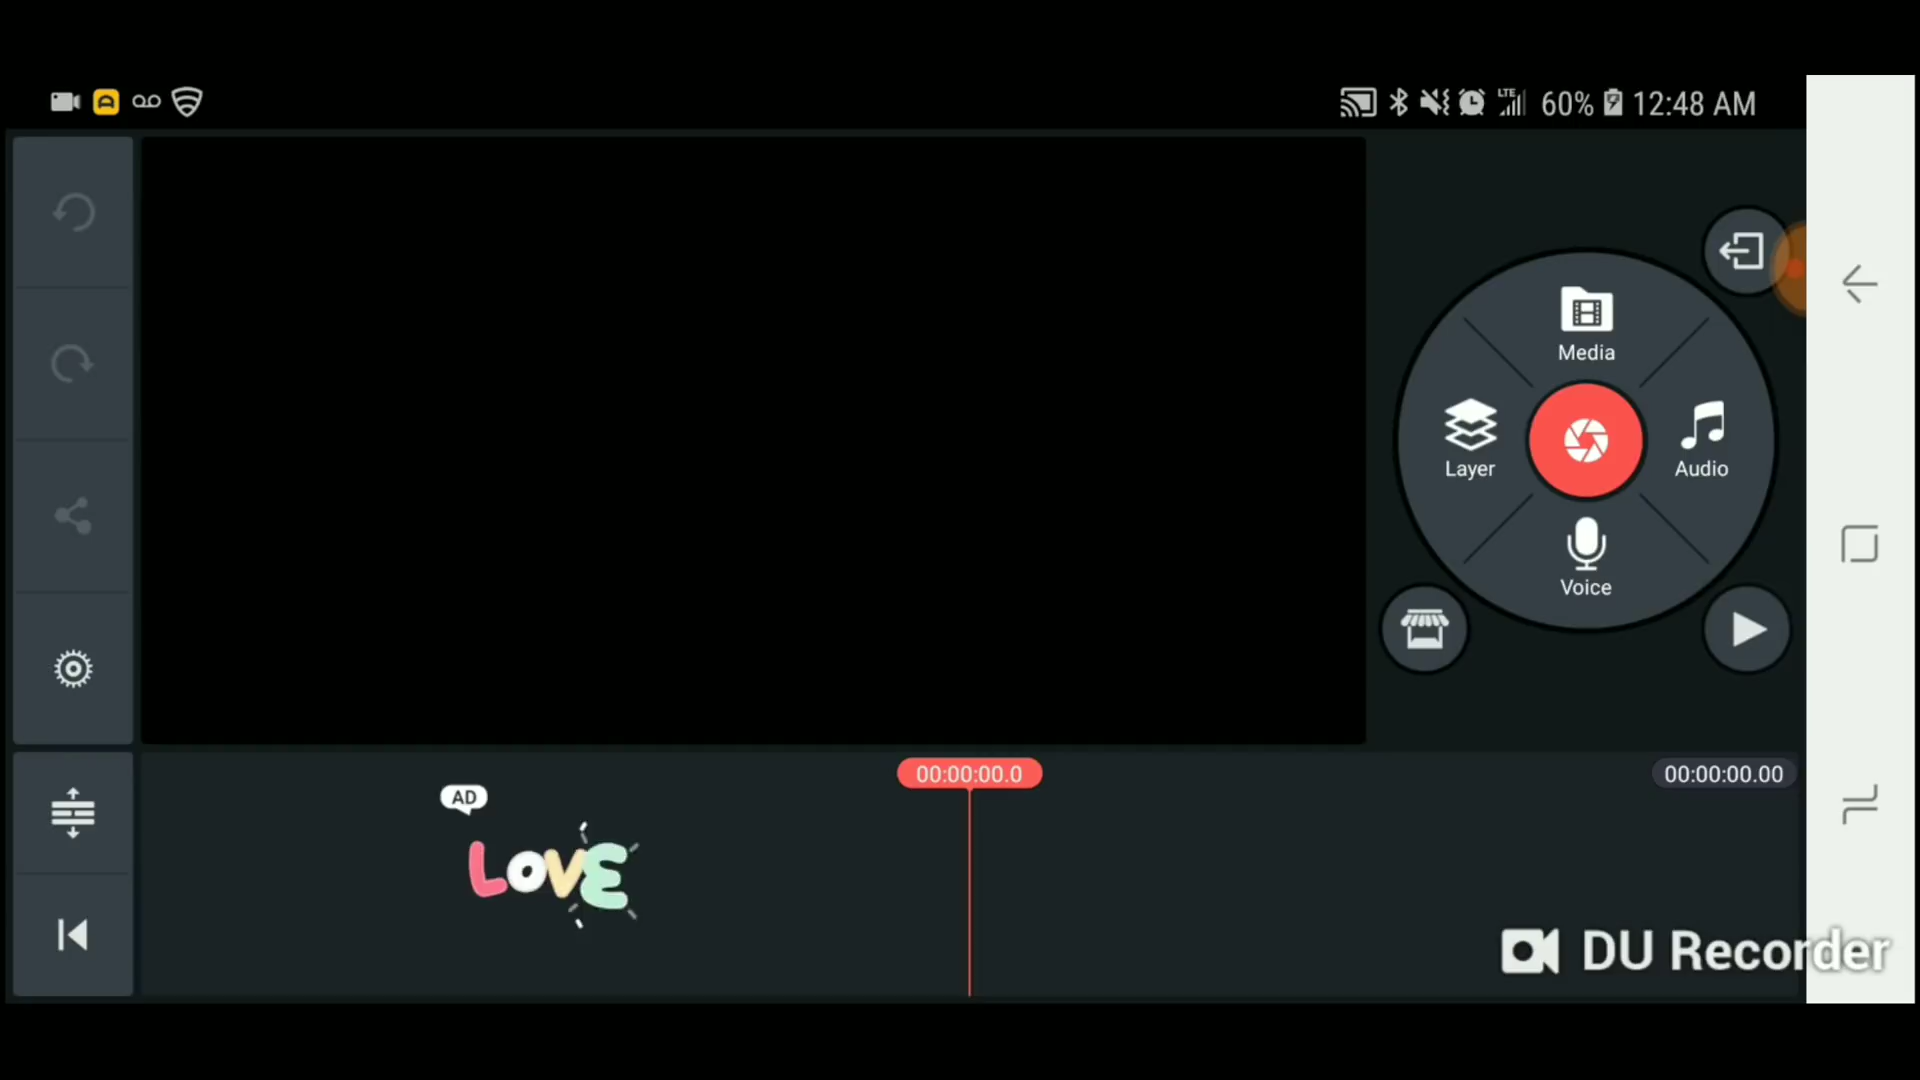 LTE 60% 12:48 AM
Media
Layer
Audio
Voice
00:00:00.0
00:00:00.00
AD
LOVE
DU Recorder